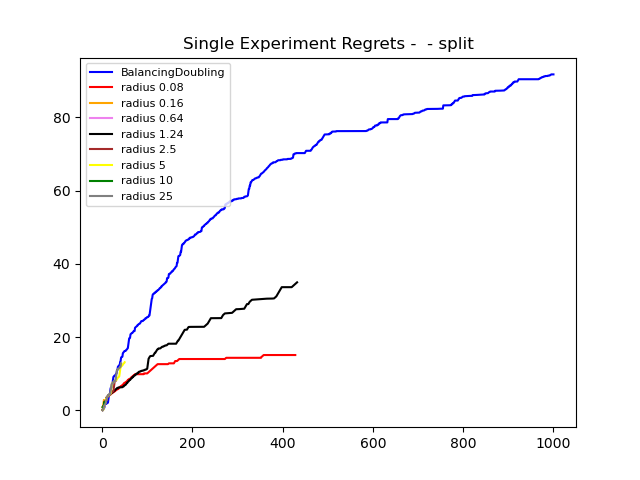 Single Experiment Regrets -  - split
BalancingDoubling
radius 0.08
radius 0.16
radius 0.64
radius 1.24
radius 2.5
radius 5
radius 10
radius 25
80
60
40
20
0
0 200 400 600 800 1000